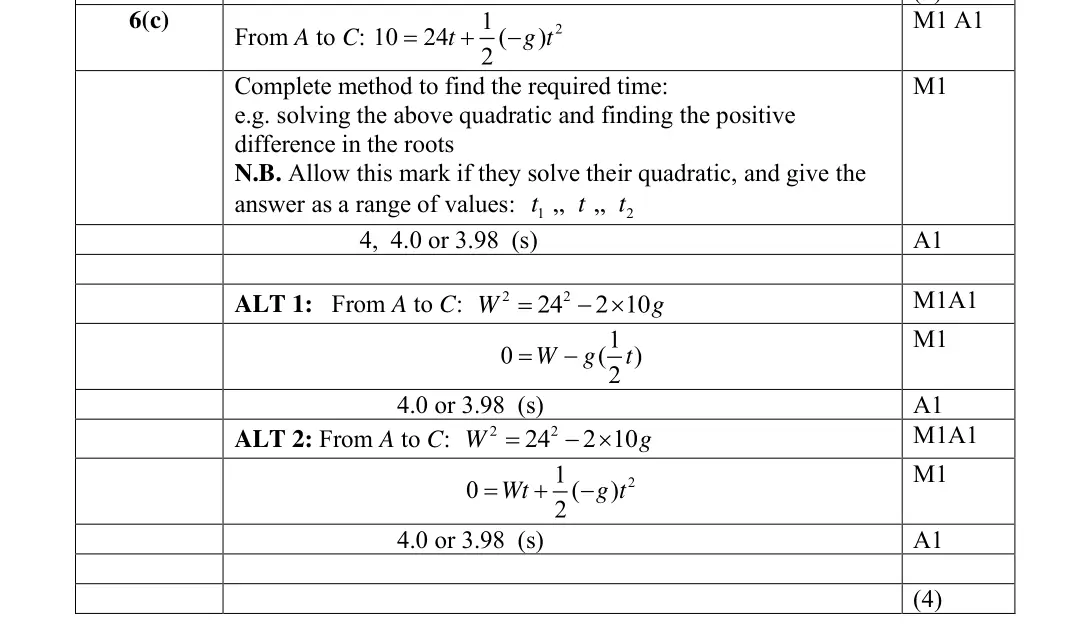 6(c)
From A to C: 10 = 24t + 1/2(−g)t²
M1 A1
Complete method to find the required time:
M1
e.g. solving the above quadratic and finding the positive
difference in the roots
N.B. Allow this mark if they solve their quadratic, and give the
answer as a range of values: t₁ ,, t ,, t₂
4, 4.0 or 3.98 (s)
A1
ALT 1: From A to C: W² = 24² − 2×10g
M1A1
0 = W − g(1/2 t)
M1
4.0 or 3.98 (s)
A1
ALT 2: From A to C: W² = 24² − 2×10g
M1A1
0 = Wt + 1/2(−g)t²
M1
4.0 or 3.98 (s)
A1
(4)